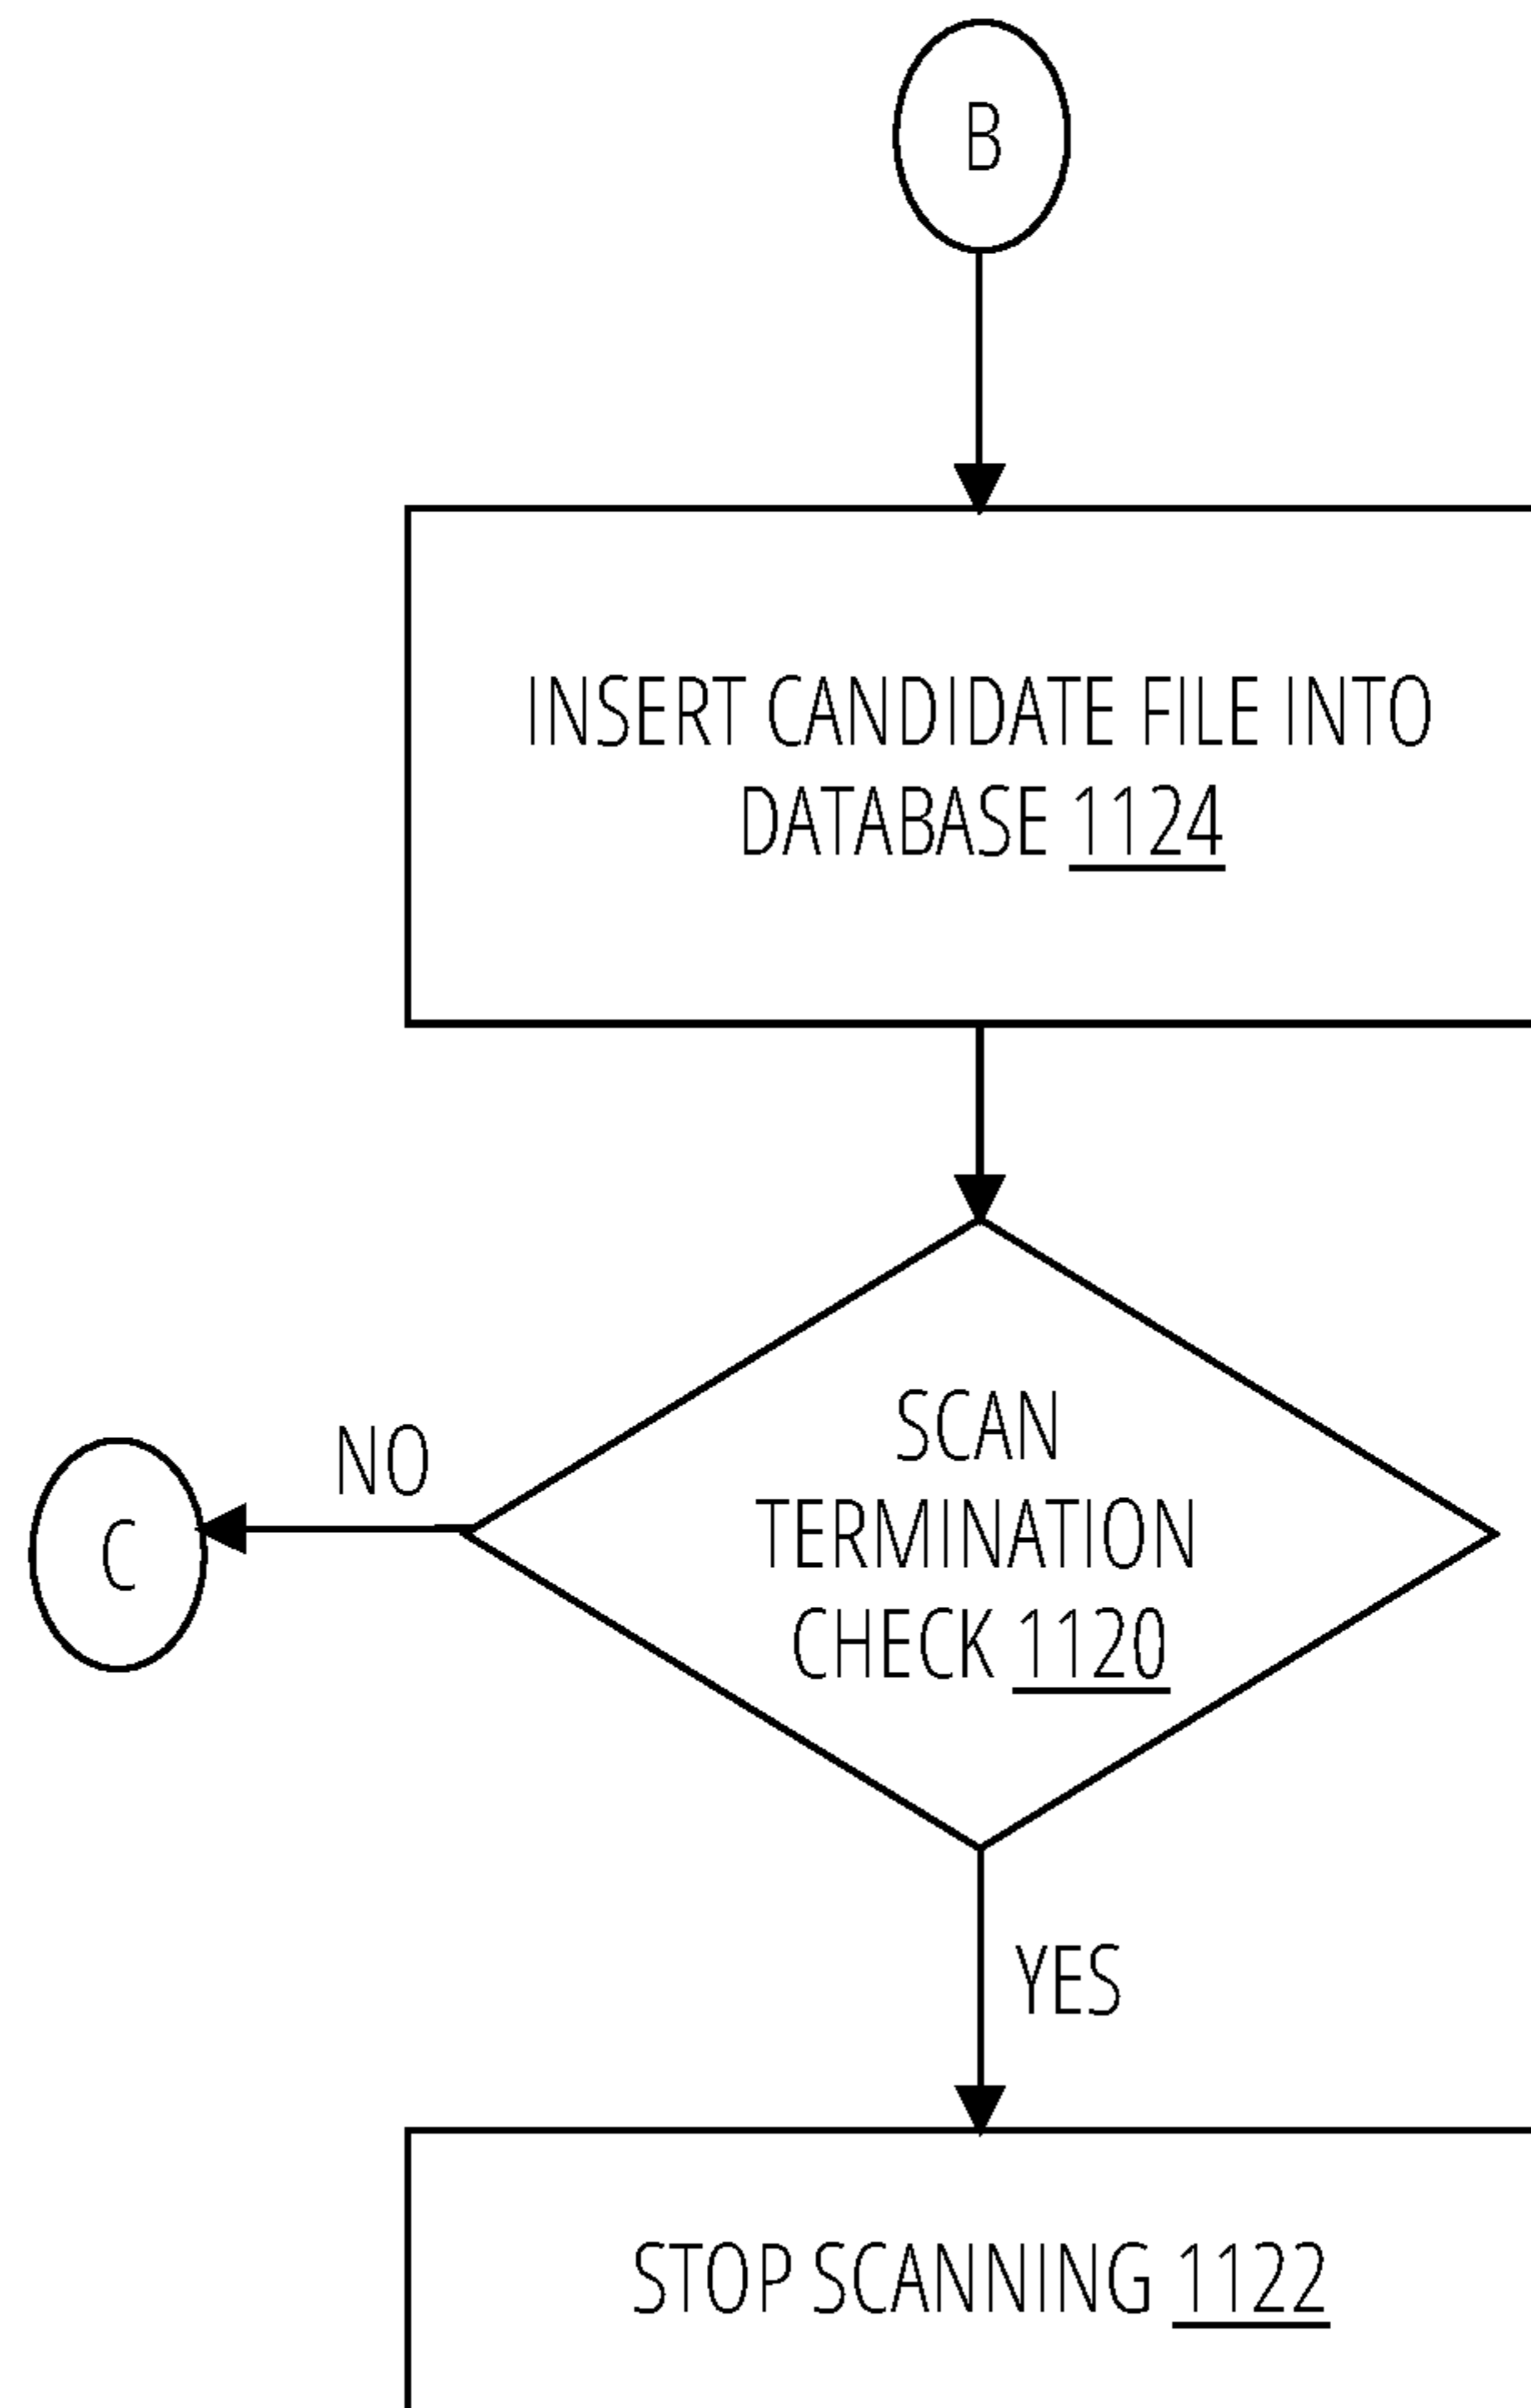 B
INSERT CANDIDATE FILE INTO
DATABASE 1124
SCAN
TERMINATION
CHECK 1120
NO
C
YES
STOP SCANNING 1122